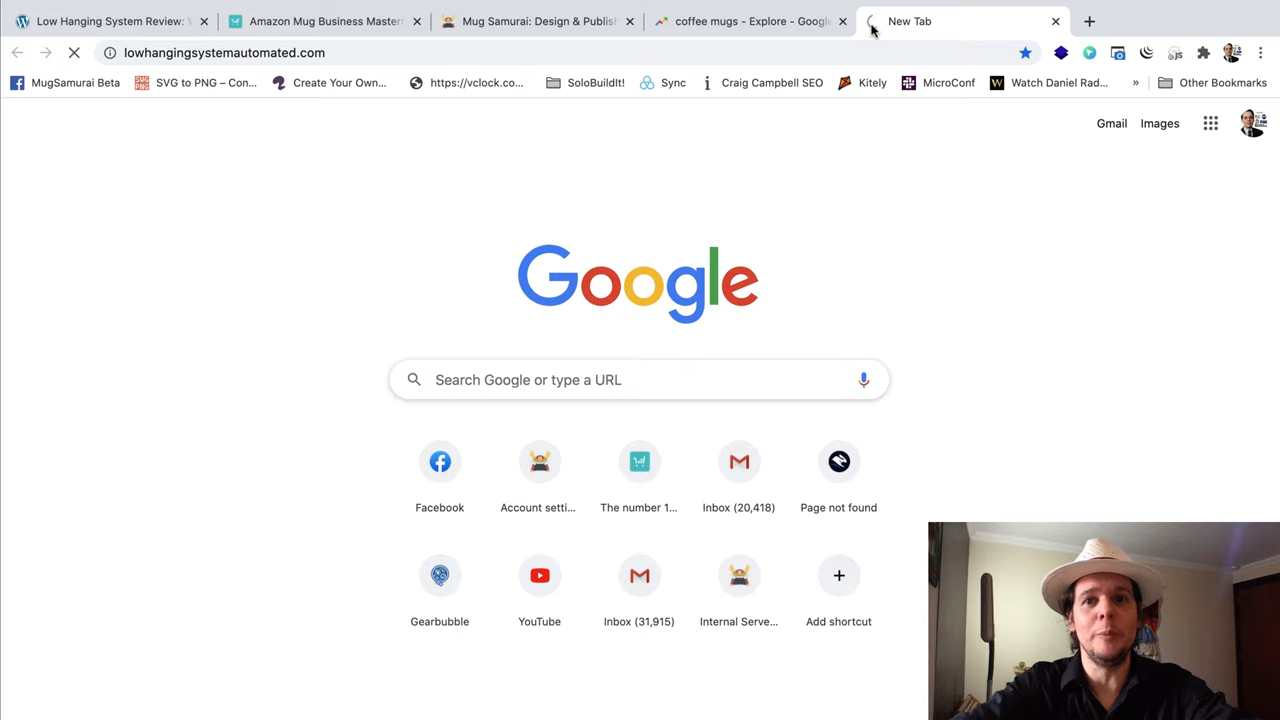 Low Hanging System Review:
Amazon Mug Business Master
Mug Samurai: Design & Publish
coffee mugs - Explore - Google
New Tab
lowhangingsystemautomated.com
MugSamurai Beta
SVG to PNG – Con...
Create Your Own...
https://vclock.co...
SoloBuildIt!
Sync
Craig Campbell SEO
Kitely
MicroConf
Watch Daniel Rad...
»
Other Bookmarks
Gmail
Images
Google
Search Google or type a URL
Facebook
Account setti...
The number 1...
Inbox (20,418)
Page not found
Gearbubble
YouTube
Inbox (31,915)
Internal Serve...
Add shortcut